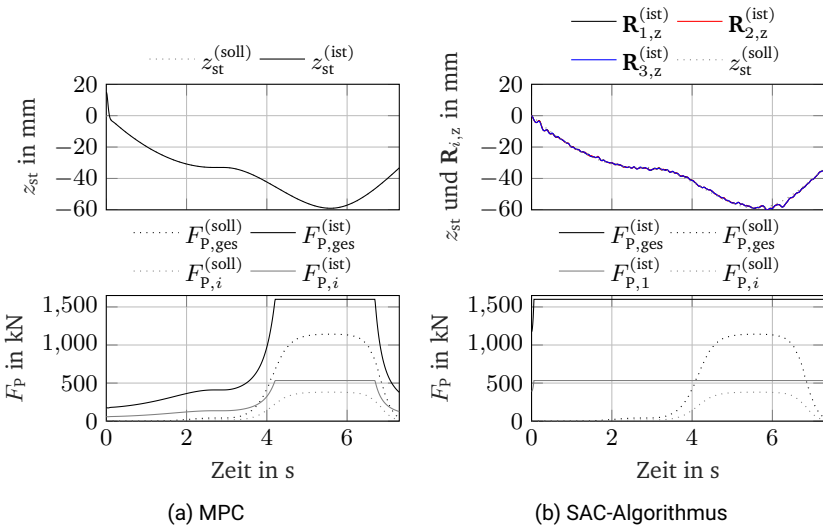 z_st^(soll) z_st^(ist)
20
0
−20
−40
−60
z_st in mm
F_P,ges^(soll) F_P,ges^(ist)
F_P,i^(soll) F_P,i^(ist)
1,500
1,000
500
0
F_P in kN
0 2 4 6
Zeit in s
(a) MPC
R_1,z^(ist) R_2,z^(ist)
R_3,z^(ist) z_st^(soll)
20
0
−20
−40
−60
z_st und R_i,z in mm
F_P,ges^(ist) F_P,ges^(soll)
F_P,1^(ist) F_P,i^(soll)
1,500
1,000
500
0
F_P in kN
0 2 4 6
Zeit in s
(b) SAC-Algorithmus